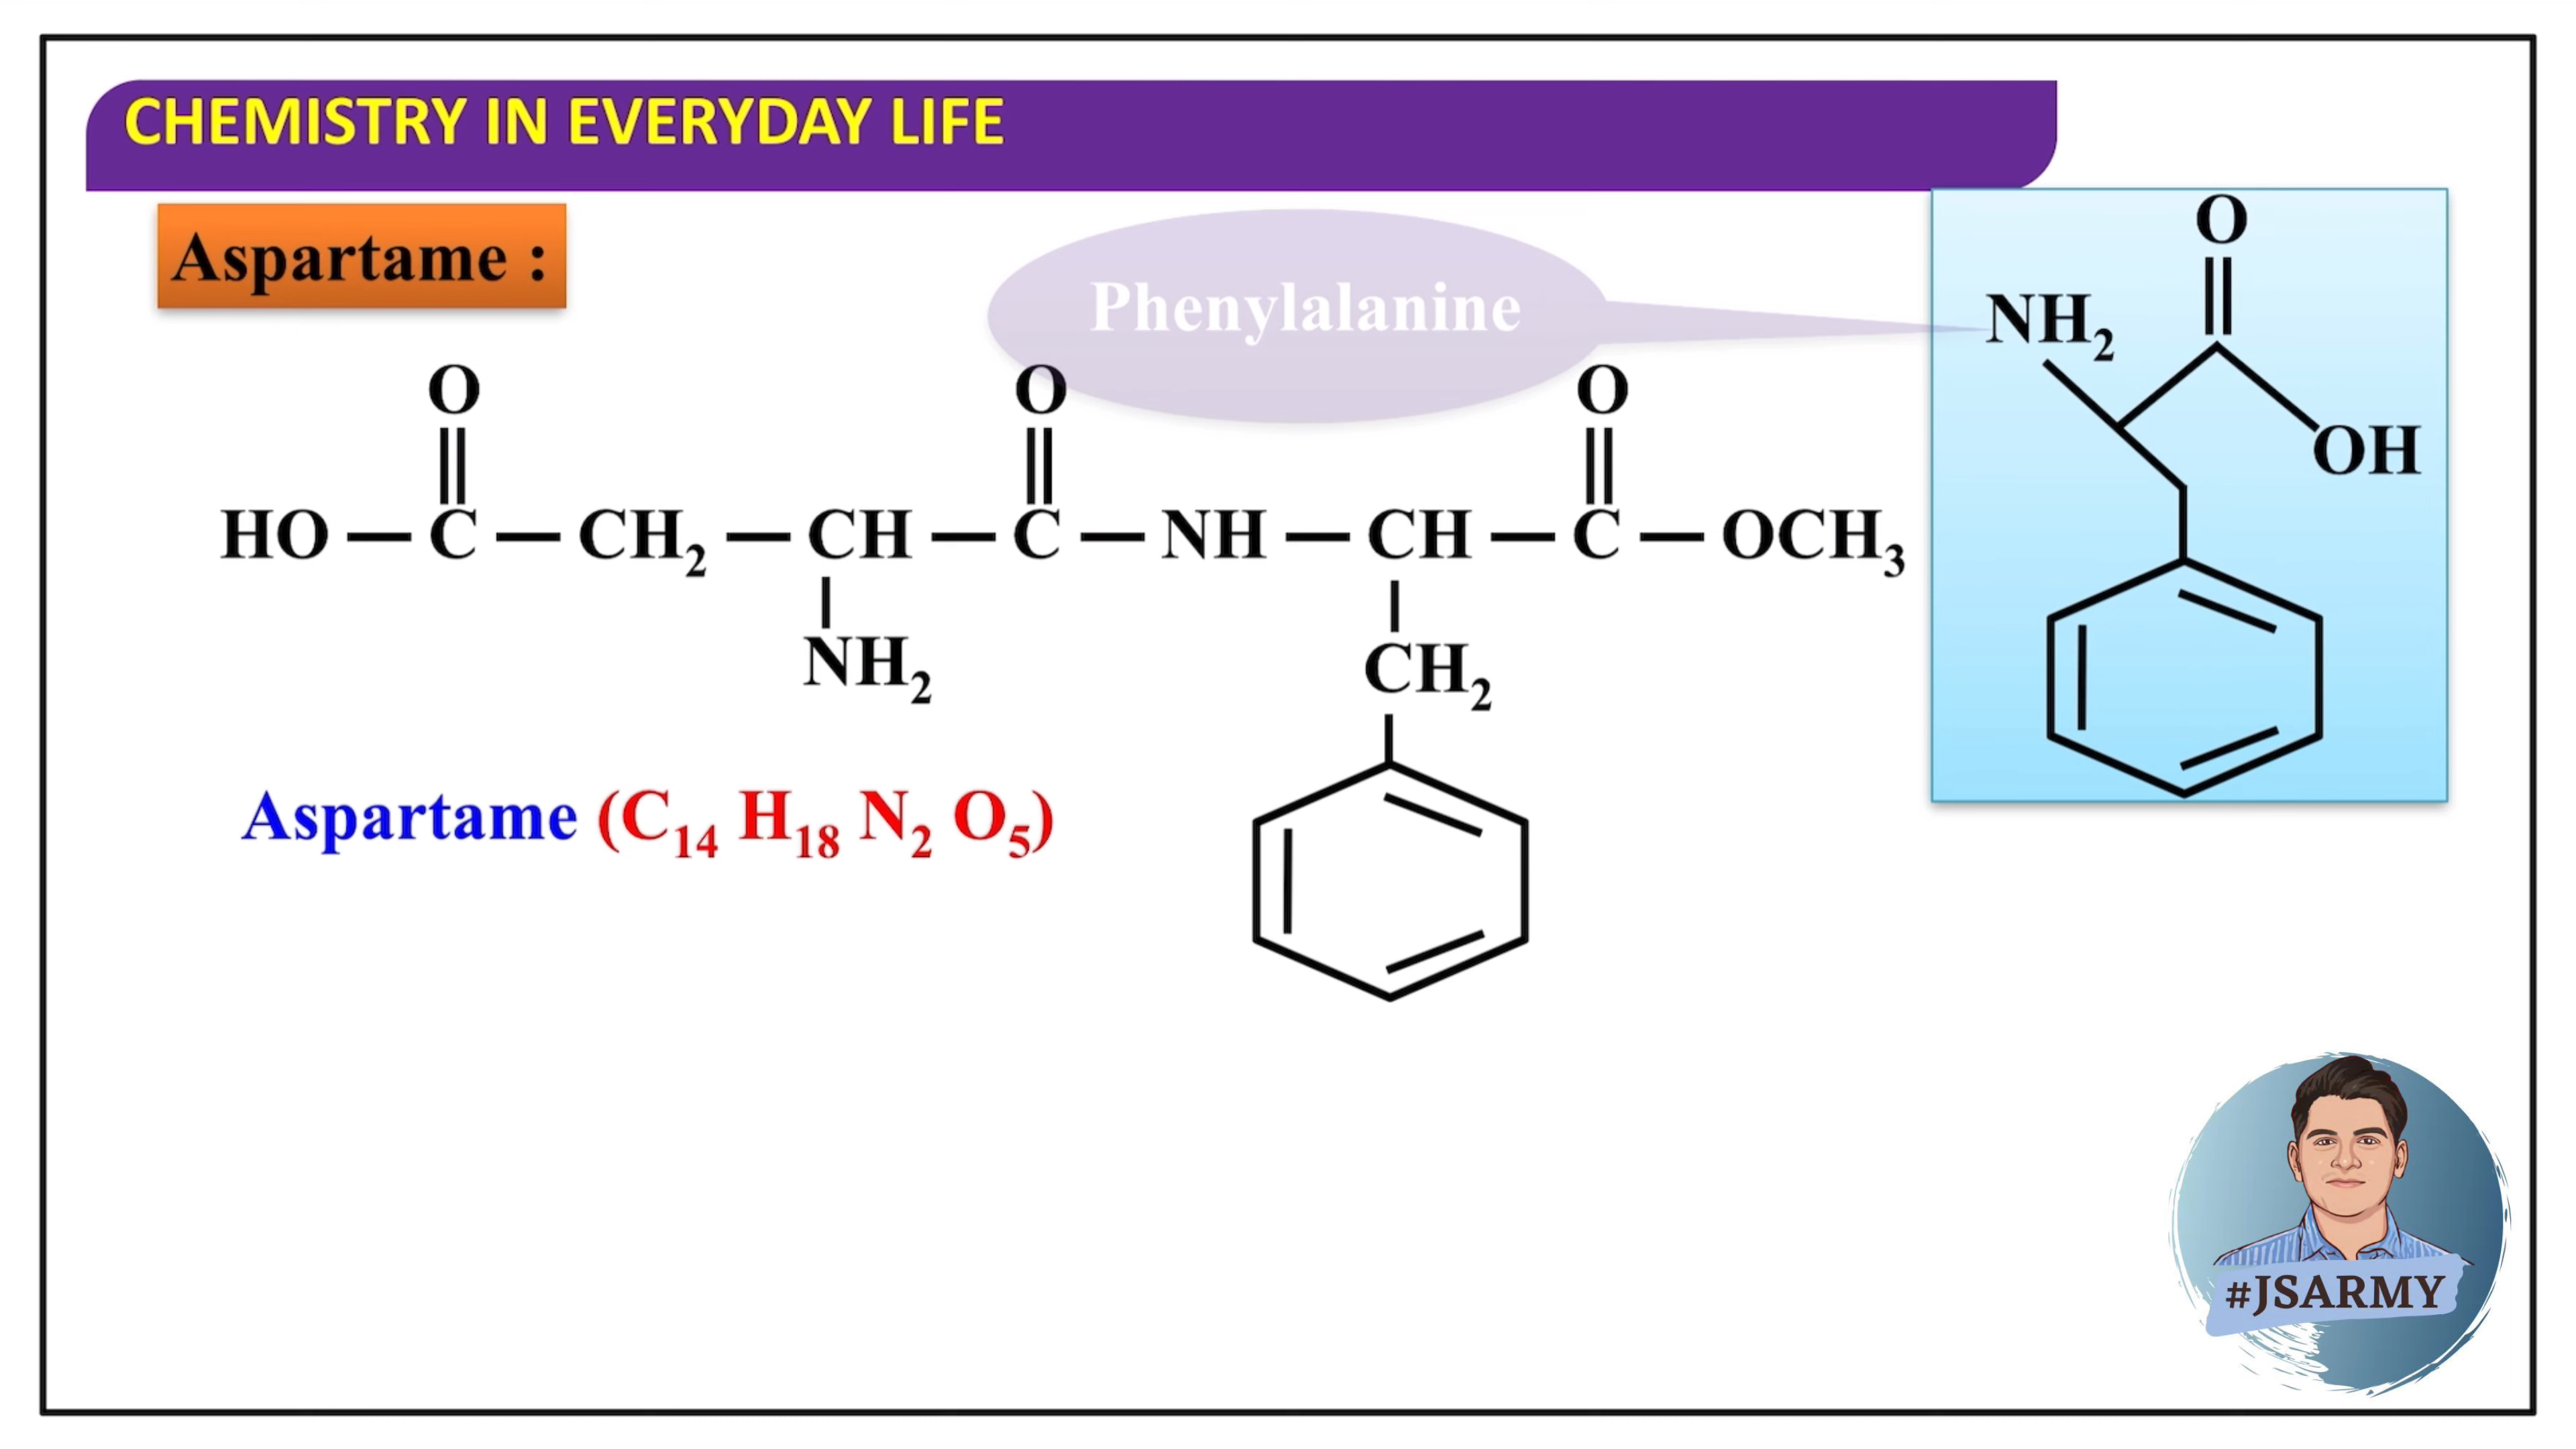 CHEMISTRY IN EVERYDAY LIFE
Aspartame :
Phenylalanine
O
NH₂
OH
O O O
HO — C — CH₂ — CH — C — NH — CH — C — OCH₃
NH₂
CH₂
Aspartame (C₁₄ H₁₈ N₂ O₅)
#JSARMY